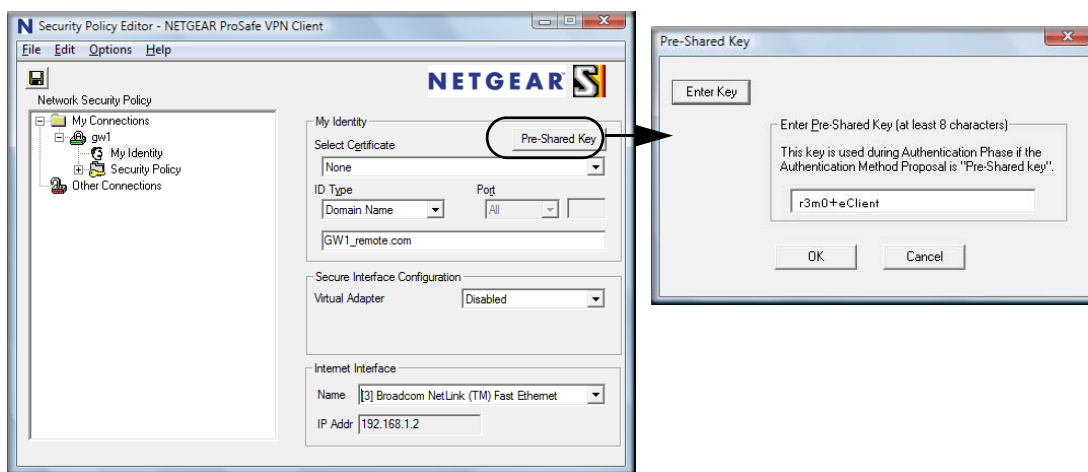 Security Policy Editor - NETGEAR ProSafe VPN Client
File Edit Options Help
NETGEAR
Network Security Policy
My Connections
gw1
My Identity
Security Policy
Other Connections
My Identity
Pre-Shared Key
Select Certificate
None
ID Type Port
Domain Name All
GW1_remote.com
Secure Interface Configuration
Virtual Adapter Disabled
Internet Interface
Name [3] Broadcom NetLink (TM) Fast Ethernet
IP Addr 192.168.1.2
Pre-Shared Key
Enter Key
Enter Pre-Shared Key (at least 8 characters)
This key is used during Authentication Phase if the
Authentication Method Proposal is "Pre-Shared key".
r3m0+eClient
OK Cancel